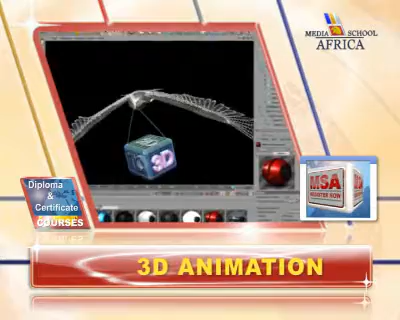 MEDIA SCHOOL
AFRICA
3D
Diploma
&
Certificate
COURSES
MSA
REGISTER NOW
3D ANIMATION